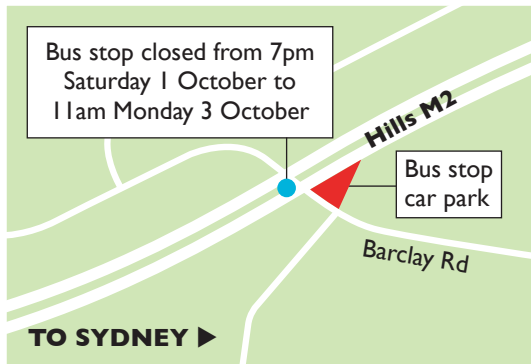 Bus stop closed from 7pm
Saturday 1 October to
11am Monday 3 October
Hills M2
Bus stop
car park
Barclay Rd
TO SYDNEY ▶